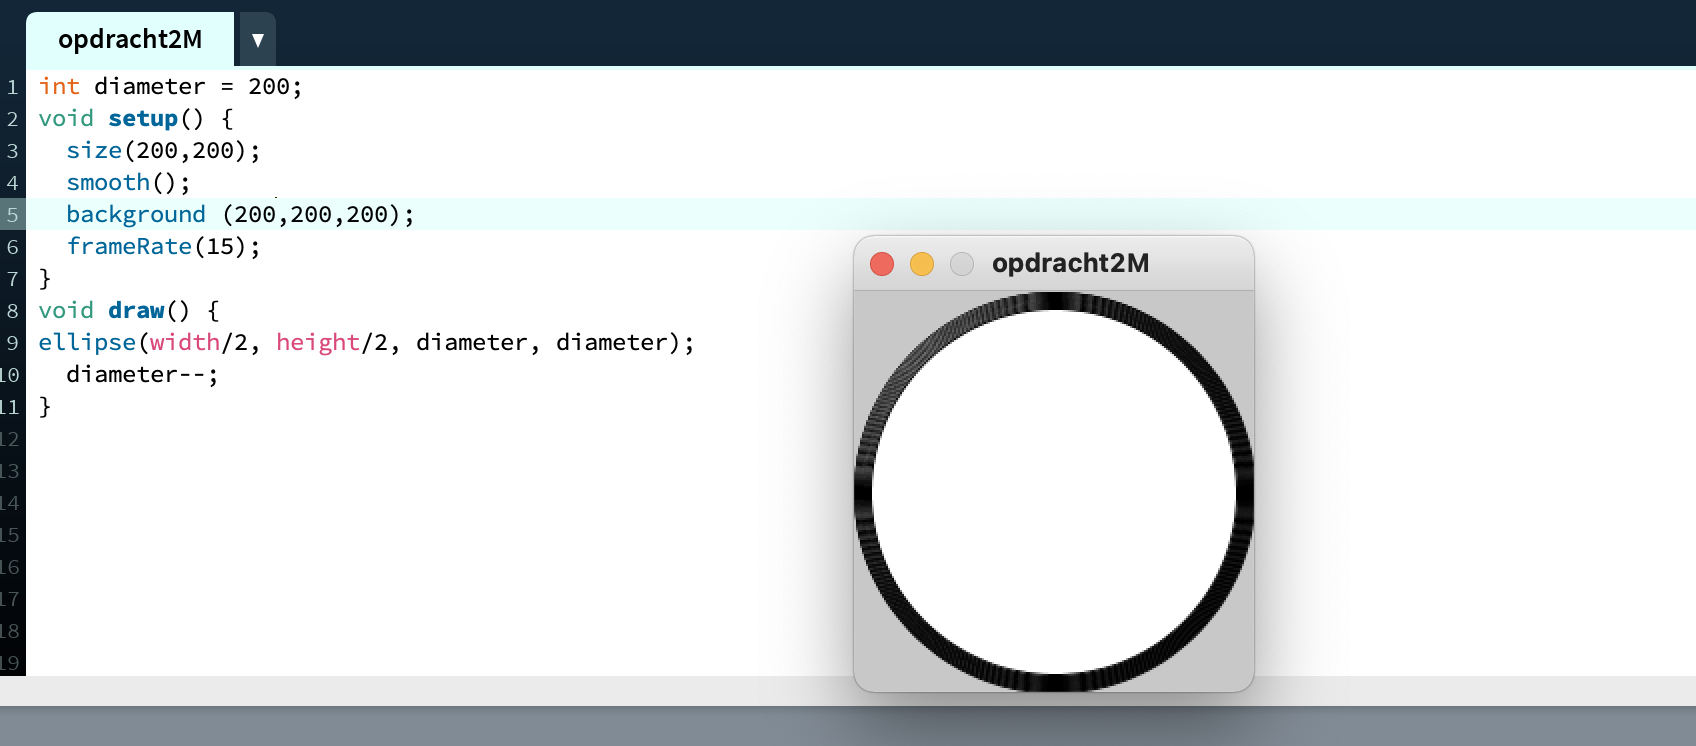 opdracht2M ▼
1 int diameter = 200;
2 void setup() {
3   size(200,200);
4   smooth();
5   background (200,200,200);
6   frameRate(15);
7 }
8 void draw() {
9 ellipse(width/2, height/2, diameter, diameter);
10   diameter--;
11 }
12
13
14
15
16
17
18
19
opdracht2M